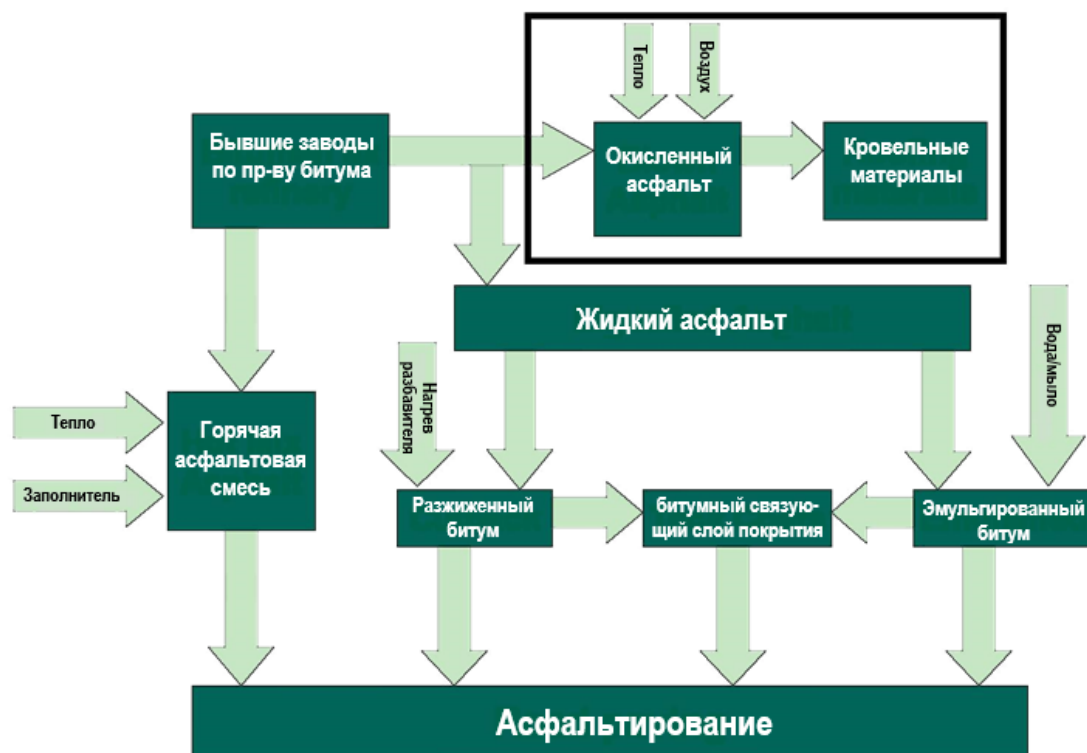 Тепло
Воздух
Бывшие заводы
по пр-ву битума
Окисленный
асфальт
Кровельные
материалы
Жидкий асфальт
Нагрев
разбавителя
Вода/мыло
Тепло
Заполнитель
Горячая
асфальтовая
смесь
Разжиженный
битум
битумный связую-
щий слой покрытия
Эмульгированный
битум
Асфальтирование